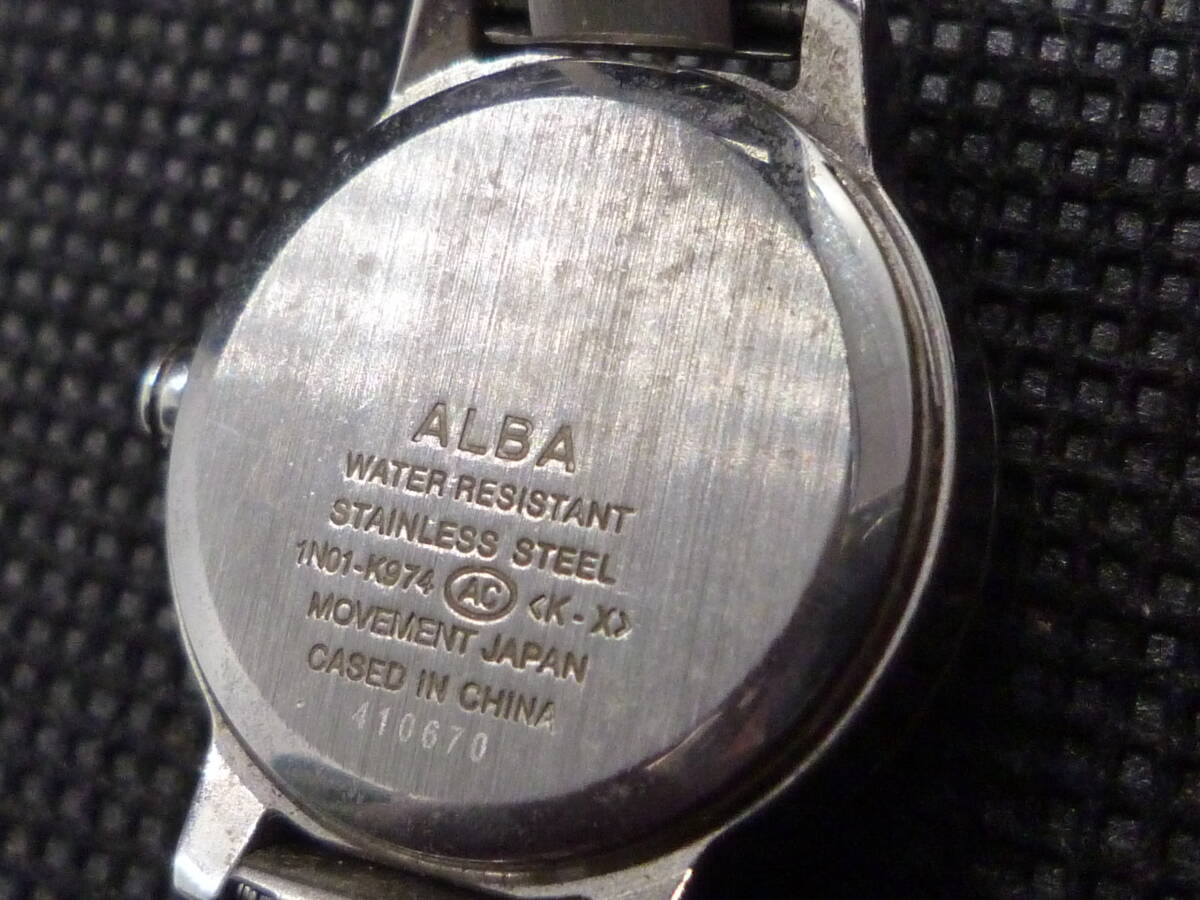 ALBA
WATER RESISTANT
STAINLESS STEEL
1N01-K974 AC <K-X>
MOVEMENT JAPAN
CASED IN CHINA
410670